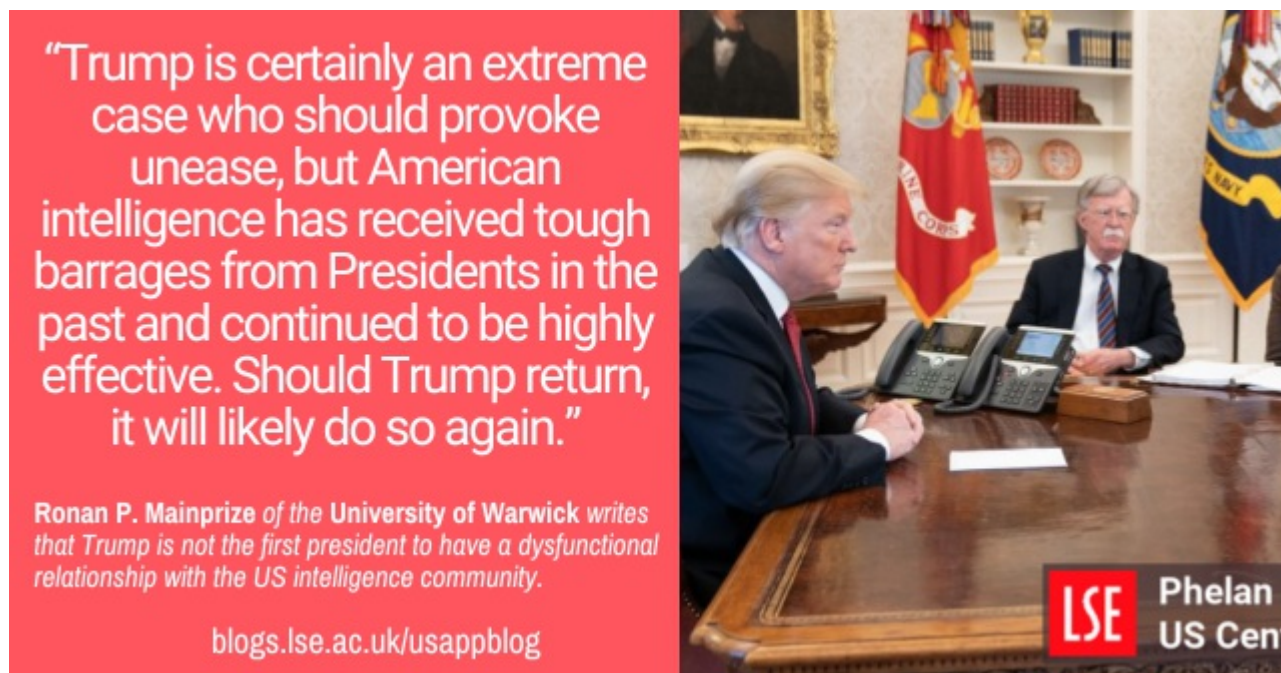 “Trump is certainly an extreme
case who should provoke
unease, but American
intelligence has received tough
barrages from Presidents in the
past and continued to be highly
effective. Should Trump return,
it will likely do so again.”
Ronan P. Mainprize of the University of Warwick writes
that Trump is not the first president to have a dysfunctional
relationship with the US intelligence community.
blogs.lse.ac.uk/usappblog
INE CORPS
NAVY
LSE
Phelan
US Cen